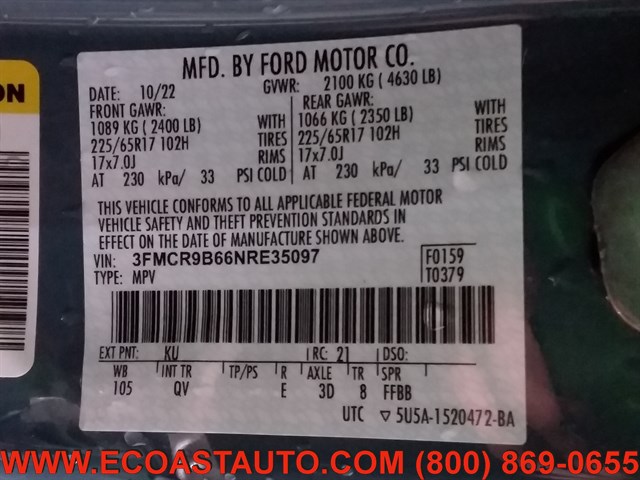 ON
MFD. BY FORD MOTOR CO.
DATE: 10/22 GVWR: 2100 KG (4630 LB)
FRONT GAWR: REAR GAWR:
1089 KG (2400 LB) WITH 1066 KG (2350 LB) WITH
225/65R17 102H TIRES 225/65R17 102H TIRES
17x7.0J RIMS 17x7.0J RIMS
AT 230 kPa/ 33 PSI COLD AT 230 kPa/ 33 PSI COLD
THIS VEHICLE CONFORMS TO ALL APPLICABLE FEDERAL MOTOR
VEHICLE SAFETY AND THEFT PREVENTION STANDARDS IN
EFFECT ON THE DATE OF MANUFACTURE SHOWN ABOVE.
VIN: 3FMCR9B66NRE35097 F0159
TYPE: MPV T0379
EXT PNT: KU RC: 21 DSO:
WB INT TR TP/PS R AXLE TR SPR
105 QV E 3D 8 FFBB
UTC ▽ 5U5A-1520472-BA
WWW.ECOASTAUTO.COM (800) 869-0655